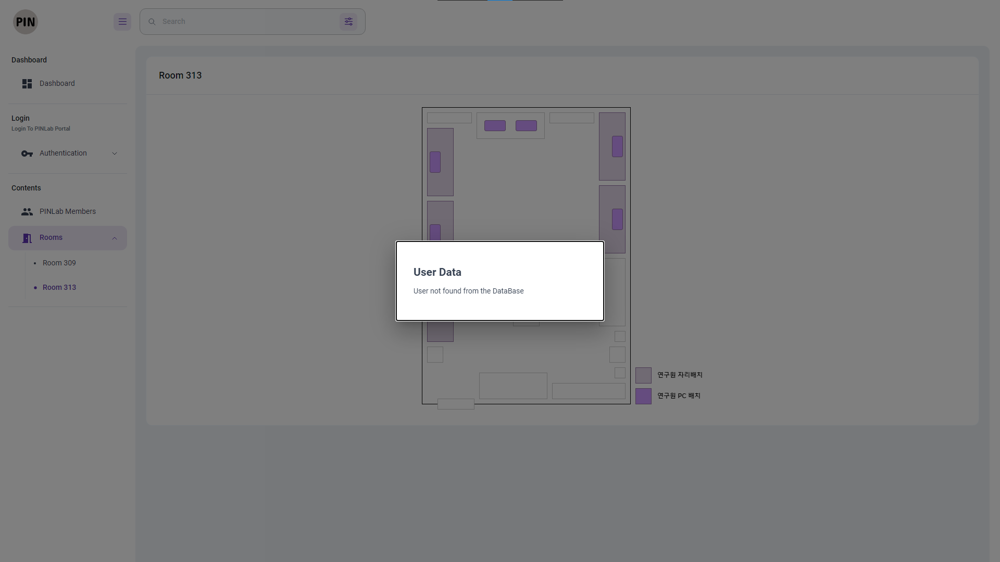 PIN
Search
Dashboard
Dashboard
Login
Login To PINLab Portal
Authentication
Contents
PINLab Members
Rooms
Room 309
Room 313
Room 313
User Data
User not found from the DataBase
연구원 자리배치
연구원 PC 배치